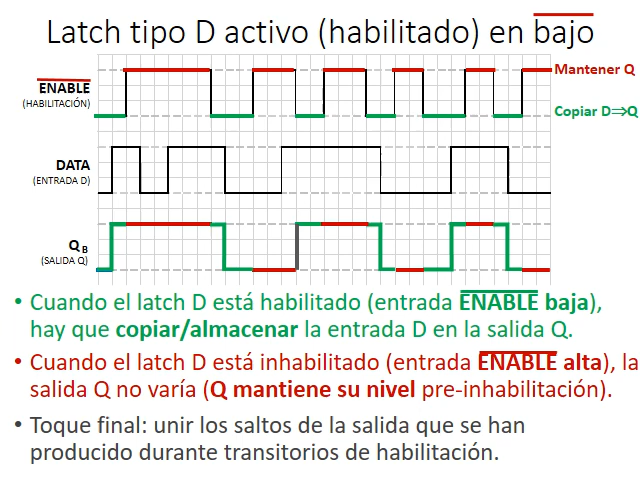 Latch tipo D activo (habilitado) en bajo
ENABLE
(HABILITACIÓN)
Mantener Q
Copiar D⇒Q
DATA
(ENTRADA D)
Q B
(SALIDA Q)
• Cuando el latch D está habilitado (entrada ENABLE baja),
hay que copiar/almacenar la entrada D en la salida Q.
• Cuando el latch D está inhabilitado (entrada ENABLE alta), la
salida Q no varía (Q mantiene su nivel pre-inhabilitación).
• Toque final: unir los saltos de la salida que se han
producido durante transitorios de habilitación.